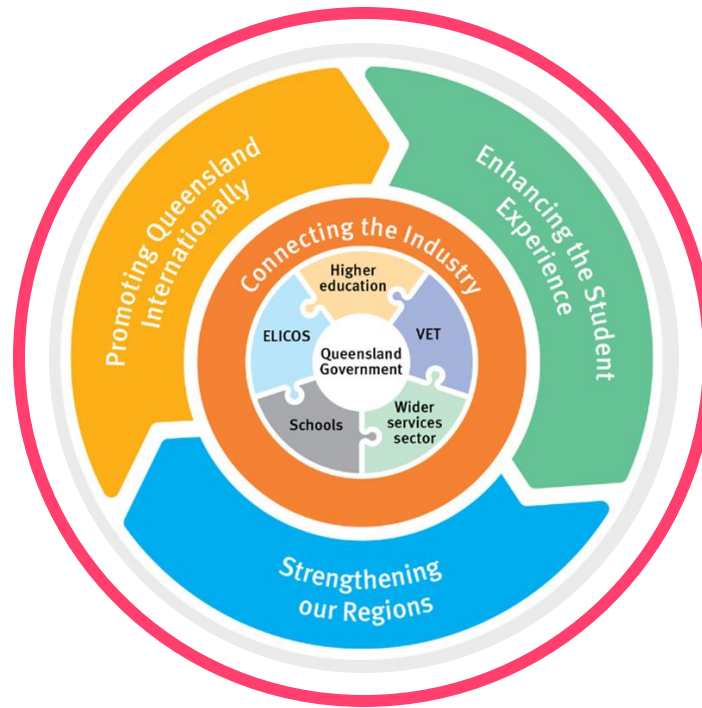 Promoting Queensland
Internationally
Enhancing the Student
Experience
Strengthening
our Regions
Connecting the Industry
Higher
education
VET
Wider
services
sector
Schools
ELICOS
Queensland
Government